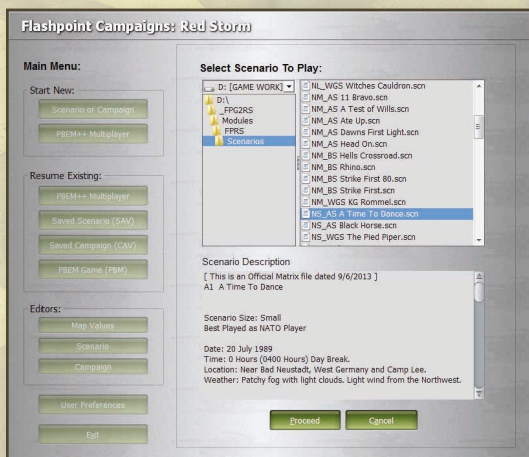 Flashpoint Campaigns: Red Storm
Main Menu:
Start New:
Scenario or Campaign
PBEM++ Multiplayer
Resume Existing:
PBEM++ Multiplayer
Saved Scenario (SAV)
Saved Campaign (CAV)
PBEM Game (PBM)
Editors:
Map Values
Scenario
Campaign
User Preferences
Exit
Select Scenario To Play:
D: [GAME WORK]
D:\
_FPG2RS
Modules
FPRS
Scenarios
NL_WGS Witches Cauldron.scn
NM_AS 11 Bravo.scn
NM_AS A Test of Wills.scn
NM_AS Ate Up.scn
NM_AS Dawns First Light.scn
NM_AS Head On.scn
NM_BS Hells Crossroad.scn
NM_BS Rhino.scn
NM_BS Strike First 80.scn
NM_BS Strike First.scn
NM_WGS KG Rommel.scn
NS_AS A Time To Dance.scn
NS_AS Black Horse.scn
NS_WGS The Pied Piper.scn
Scenario Description
[ This is an Official Matrix file dated 9/6/2013 ]
A1 A Time To Dance
Scenario Size: Small
Best Played as NATO Player
Date: 20 July 1989
Time: 0 Hours (0400 Hours) Day Break.
Location: Near Bad Neustadt, West Germany and Camp Lee.
Weather: Patchy fog with light clouds. Light wind from the Northwest.
Proceed
Cancel